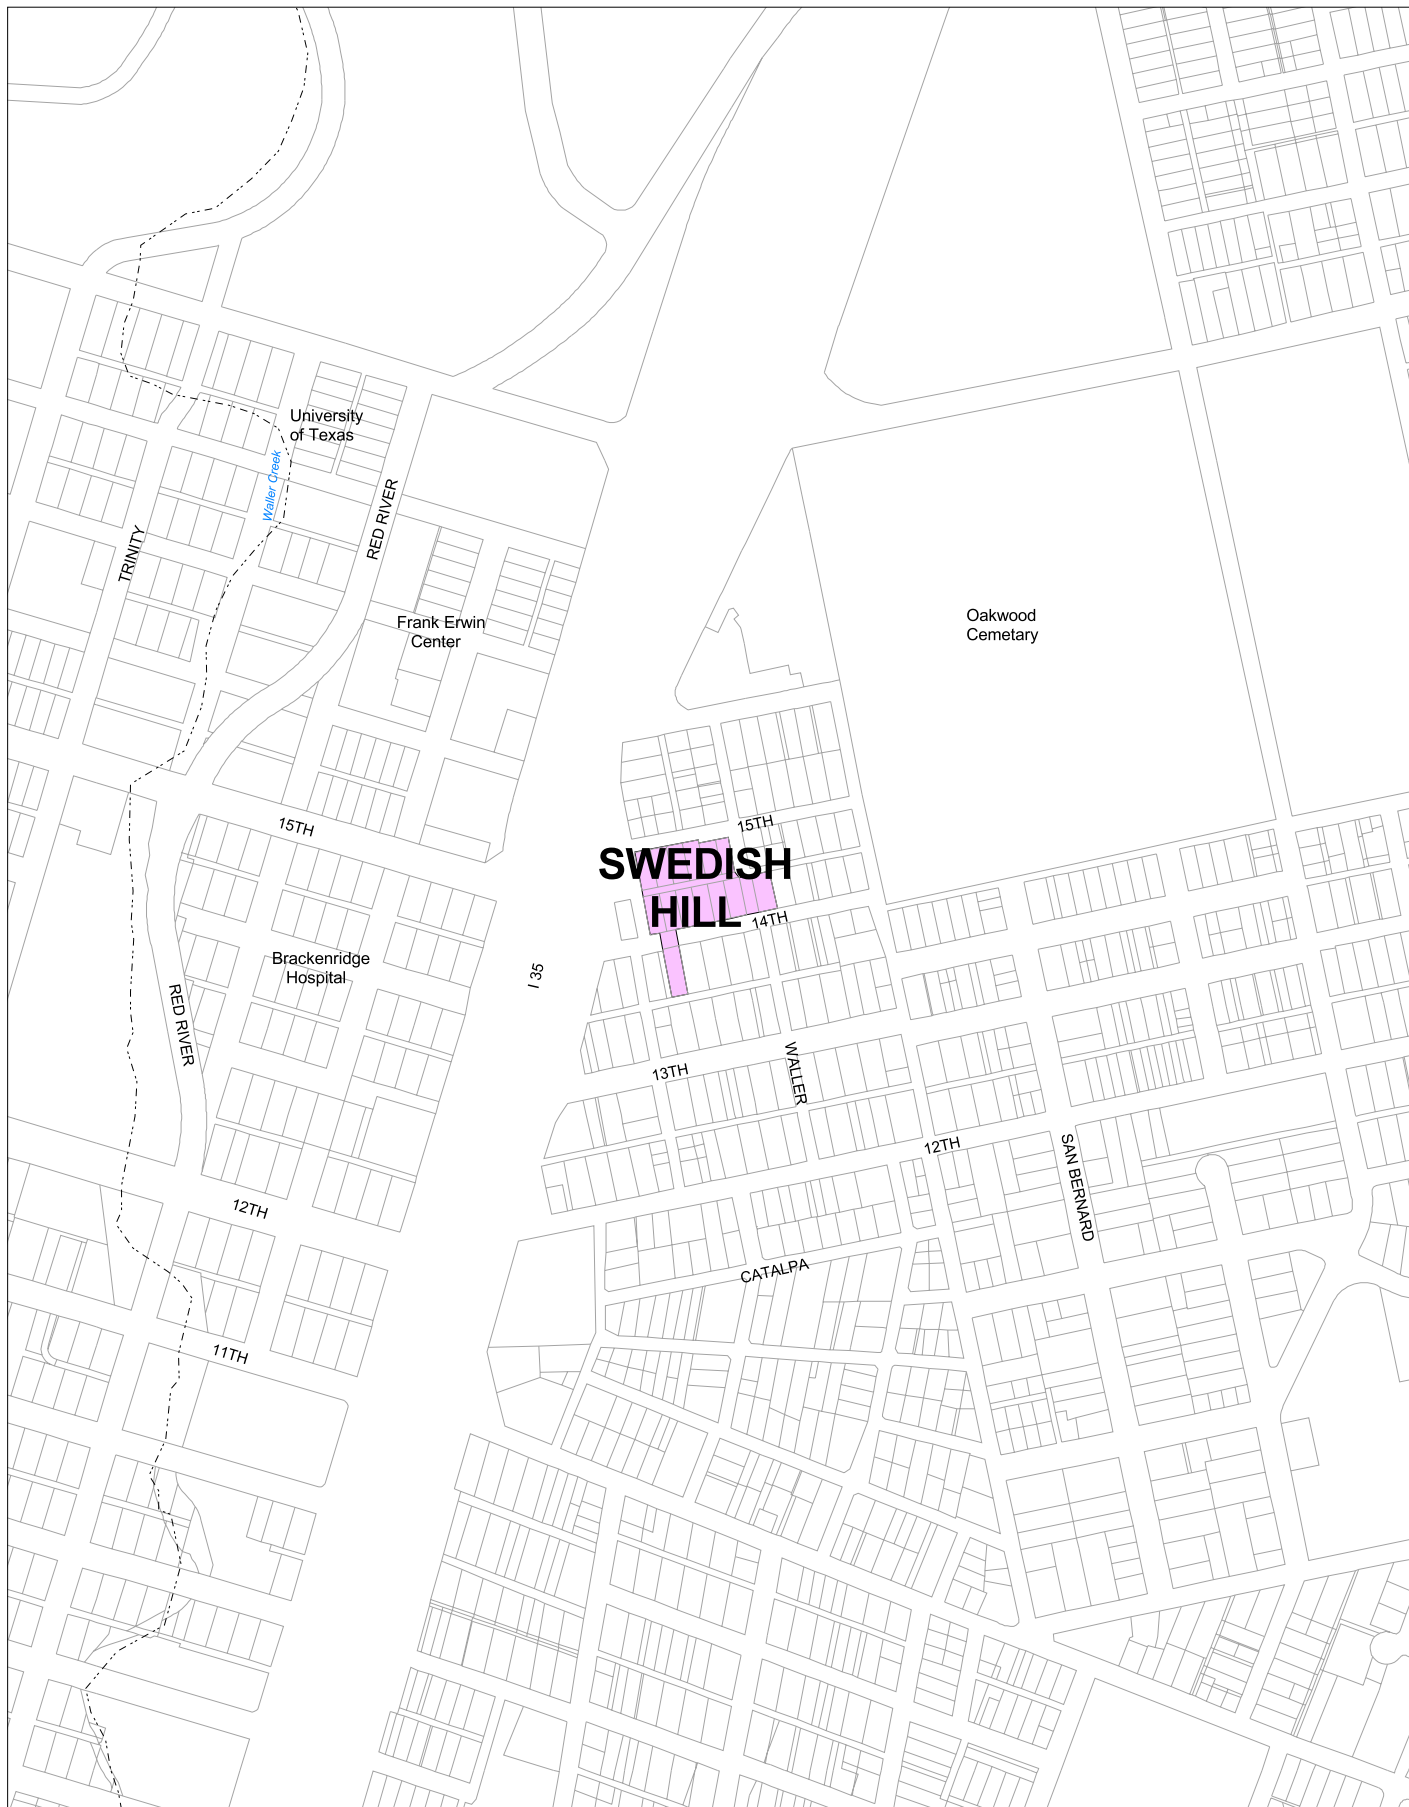 University
of Texas
Waller Creek
RED RIVER
TRINITY
Frank Erwin
Center
Oakwood
Cemetary
15TH
15TH
SWEDISH
HILL
14TH
Brackenridge
Hospital
I 35
RED RIVER
13TH
WALLER
12TH
SAN BERNARD
12TH
CATALPA
11TH